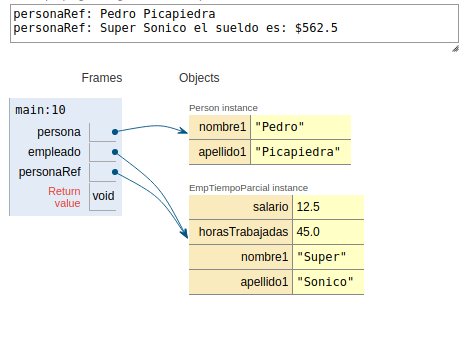 personaRef: Pedro Picapiedra
personaRef: Super Sonico el sueldo es: $562.5
Frames
Objects
main:10
persona
empleado
personaRef
Return
value
void
Person instance
nombre1 "Pedro"
apellido1 "Picapiedra"
EmpTiempoParcial instance
salario 12.5
horasTrabajadas 45.0
nombre1 "Super"
apellido1 "Sonico"